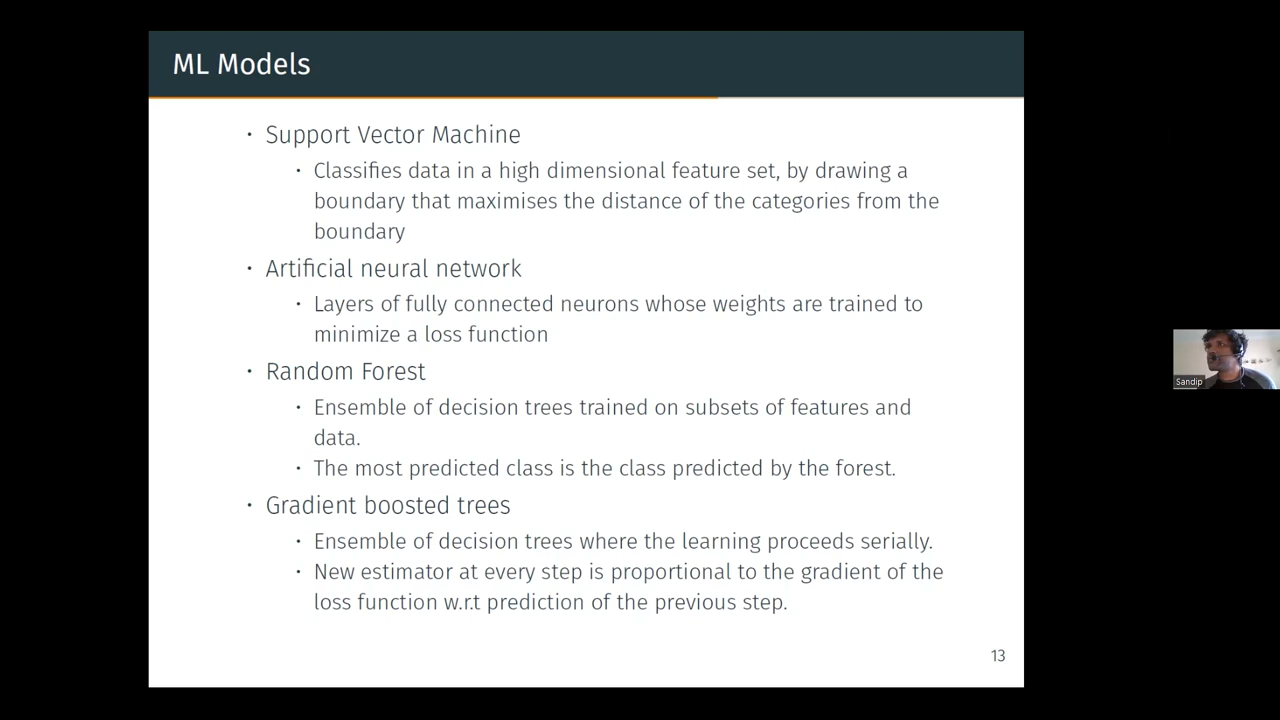 ML Models
• Support Vector Machine
• Classifies data in a high dimensional feature set, by drawing a
boundary that maximises the distance of the categories from the
boundary
• Artificial neural network
• Layers of fully connected neurons whose weights are trained to
minimize a loss function
• Random Forest
• Ensemble of decision trees trained on subsets of features and
data.
• The most predicted class is the class predicted by the forest.
• Gradient boosted trees
• Ensemble of decision trees where the learning proceeds serially.
• New estimator at every step is proportional to the gradient of the
loss function w.r.t prediction of the previous step.
13
Sandip